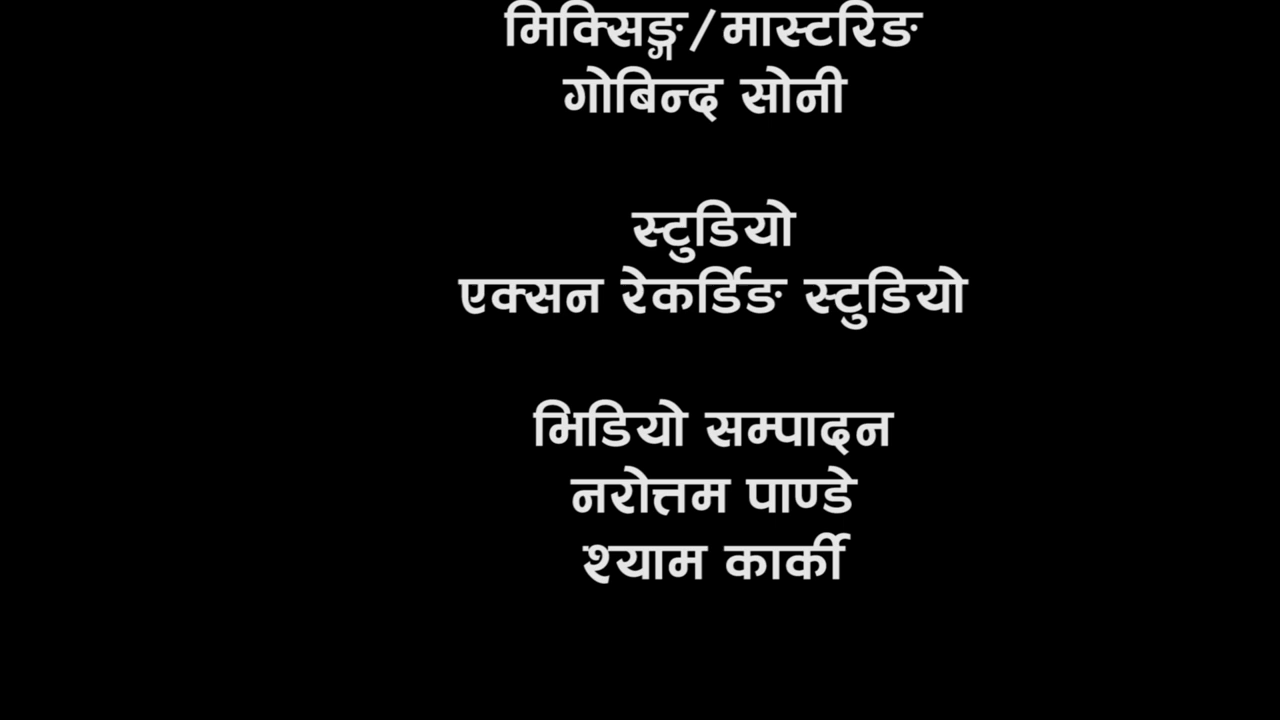 मिक्सिङ्ग/मास्टरिङ
गोबिन्द सोनी
स्टुडियो
एक्सन रेकर्डिङ स्टुडियो
भिडियो सम्पादन
नरोत्तम पाण्डे
श्याम कार्की